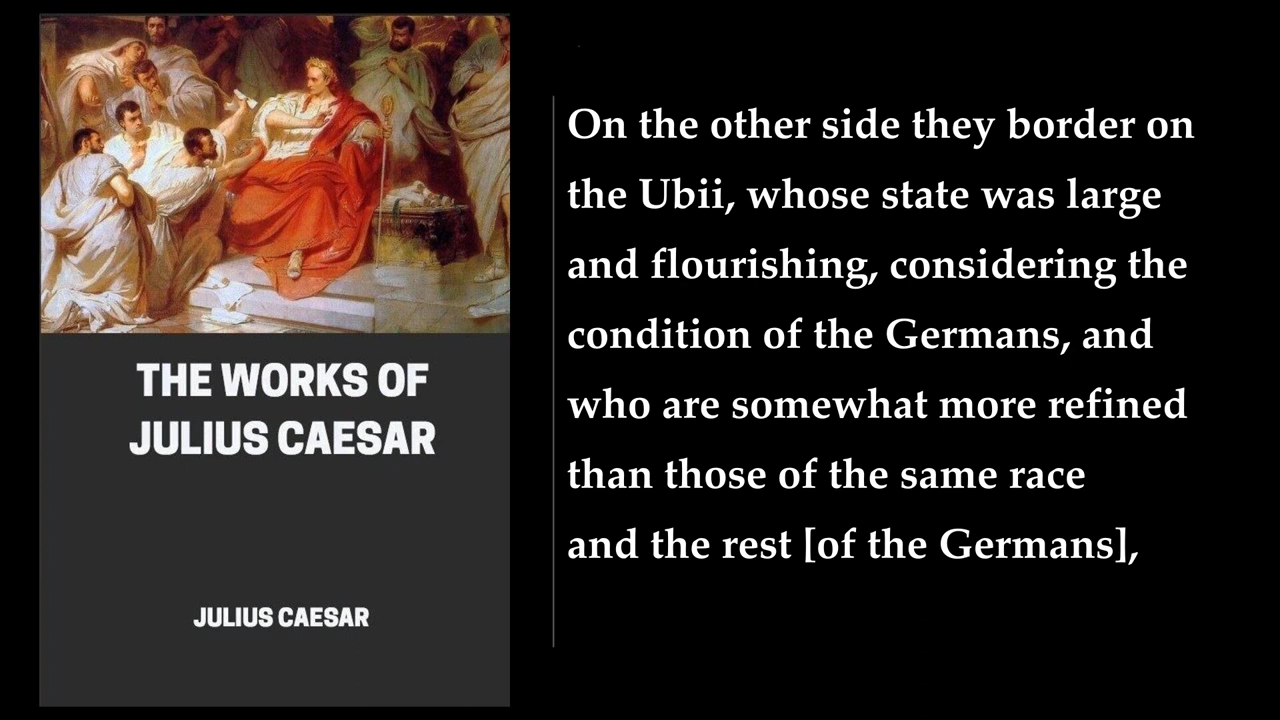 THE WORKS OF
JULIUS CAESAR
JULIUS CAESAR
On the other side they border on
the Ubii, whose state was large
and flourishing, considering the
condition of the Germans, and
who are somewhat more refined
than those of the same race
and the rest [of the Germans],